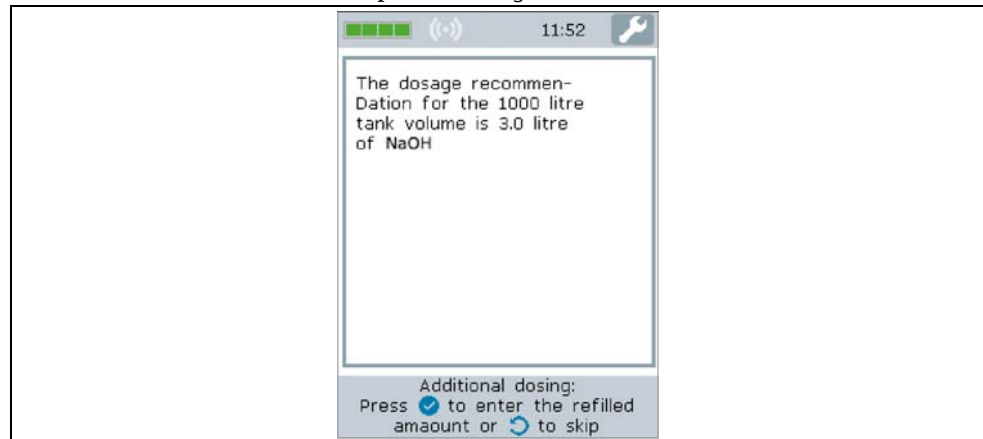 11:52
The dosage recommen-
Dation for the 1000 litre
tank volume is 3.0 litre
of NaOH
Additional dosing:
Press to enter the refilled
amaount or to skip